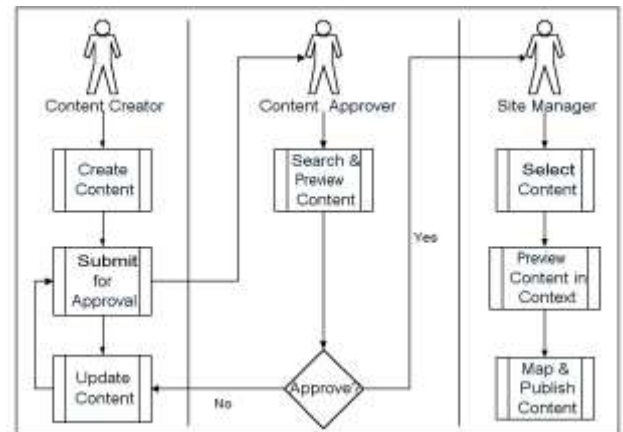 Content Creator
Content Approver
Site Manager
Create
Content
Search &
Preview
Content
Select
Content
Yes
Submit
for
Approval
Preview
Content in
Context
Update
Content
No
Approve?
Map &
Publish
Content